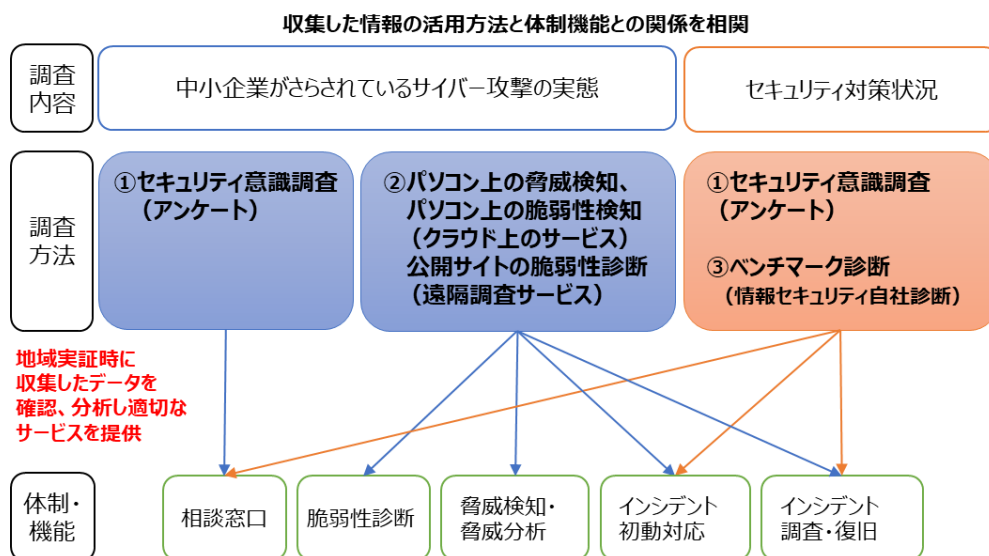 収集した情報の活用方法と体制機能との関係を相関
調査
内容
中小企業がさらされているサイバー攻撃の実態
セキュリティ対策状況
調査
方法
①セキュリティ意識調査
（アンケート）
②パソコン上の脅威検知、
パソコン上の脆弱性検知
（クラウド上のサービス）
公開サイトの脆弱性診断
（遠隔調査サービス）
①セキュリティ意識調査
（アンケート）
③ベンチマーク診断
（情報セキュリティ自社診断）
地域実証時に
収集したデータを
確認、分析し適切な
サービスを提供
体制・
機能
相談窓口
脆弱性診断
脅威検知・
脅威分析
インシデント
初動対応
インシデント
調査・復旧